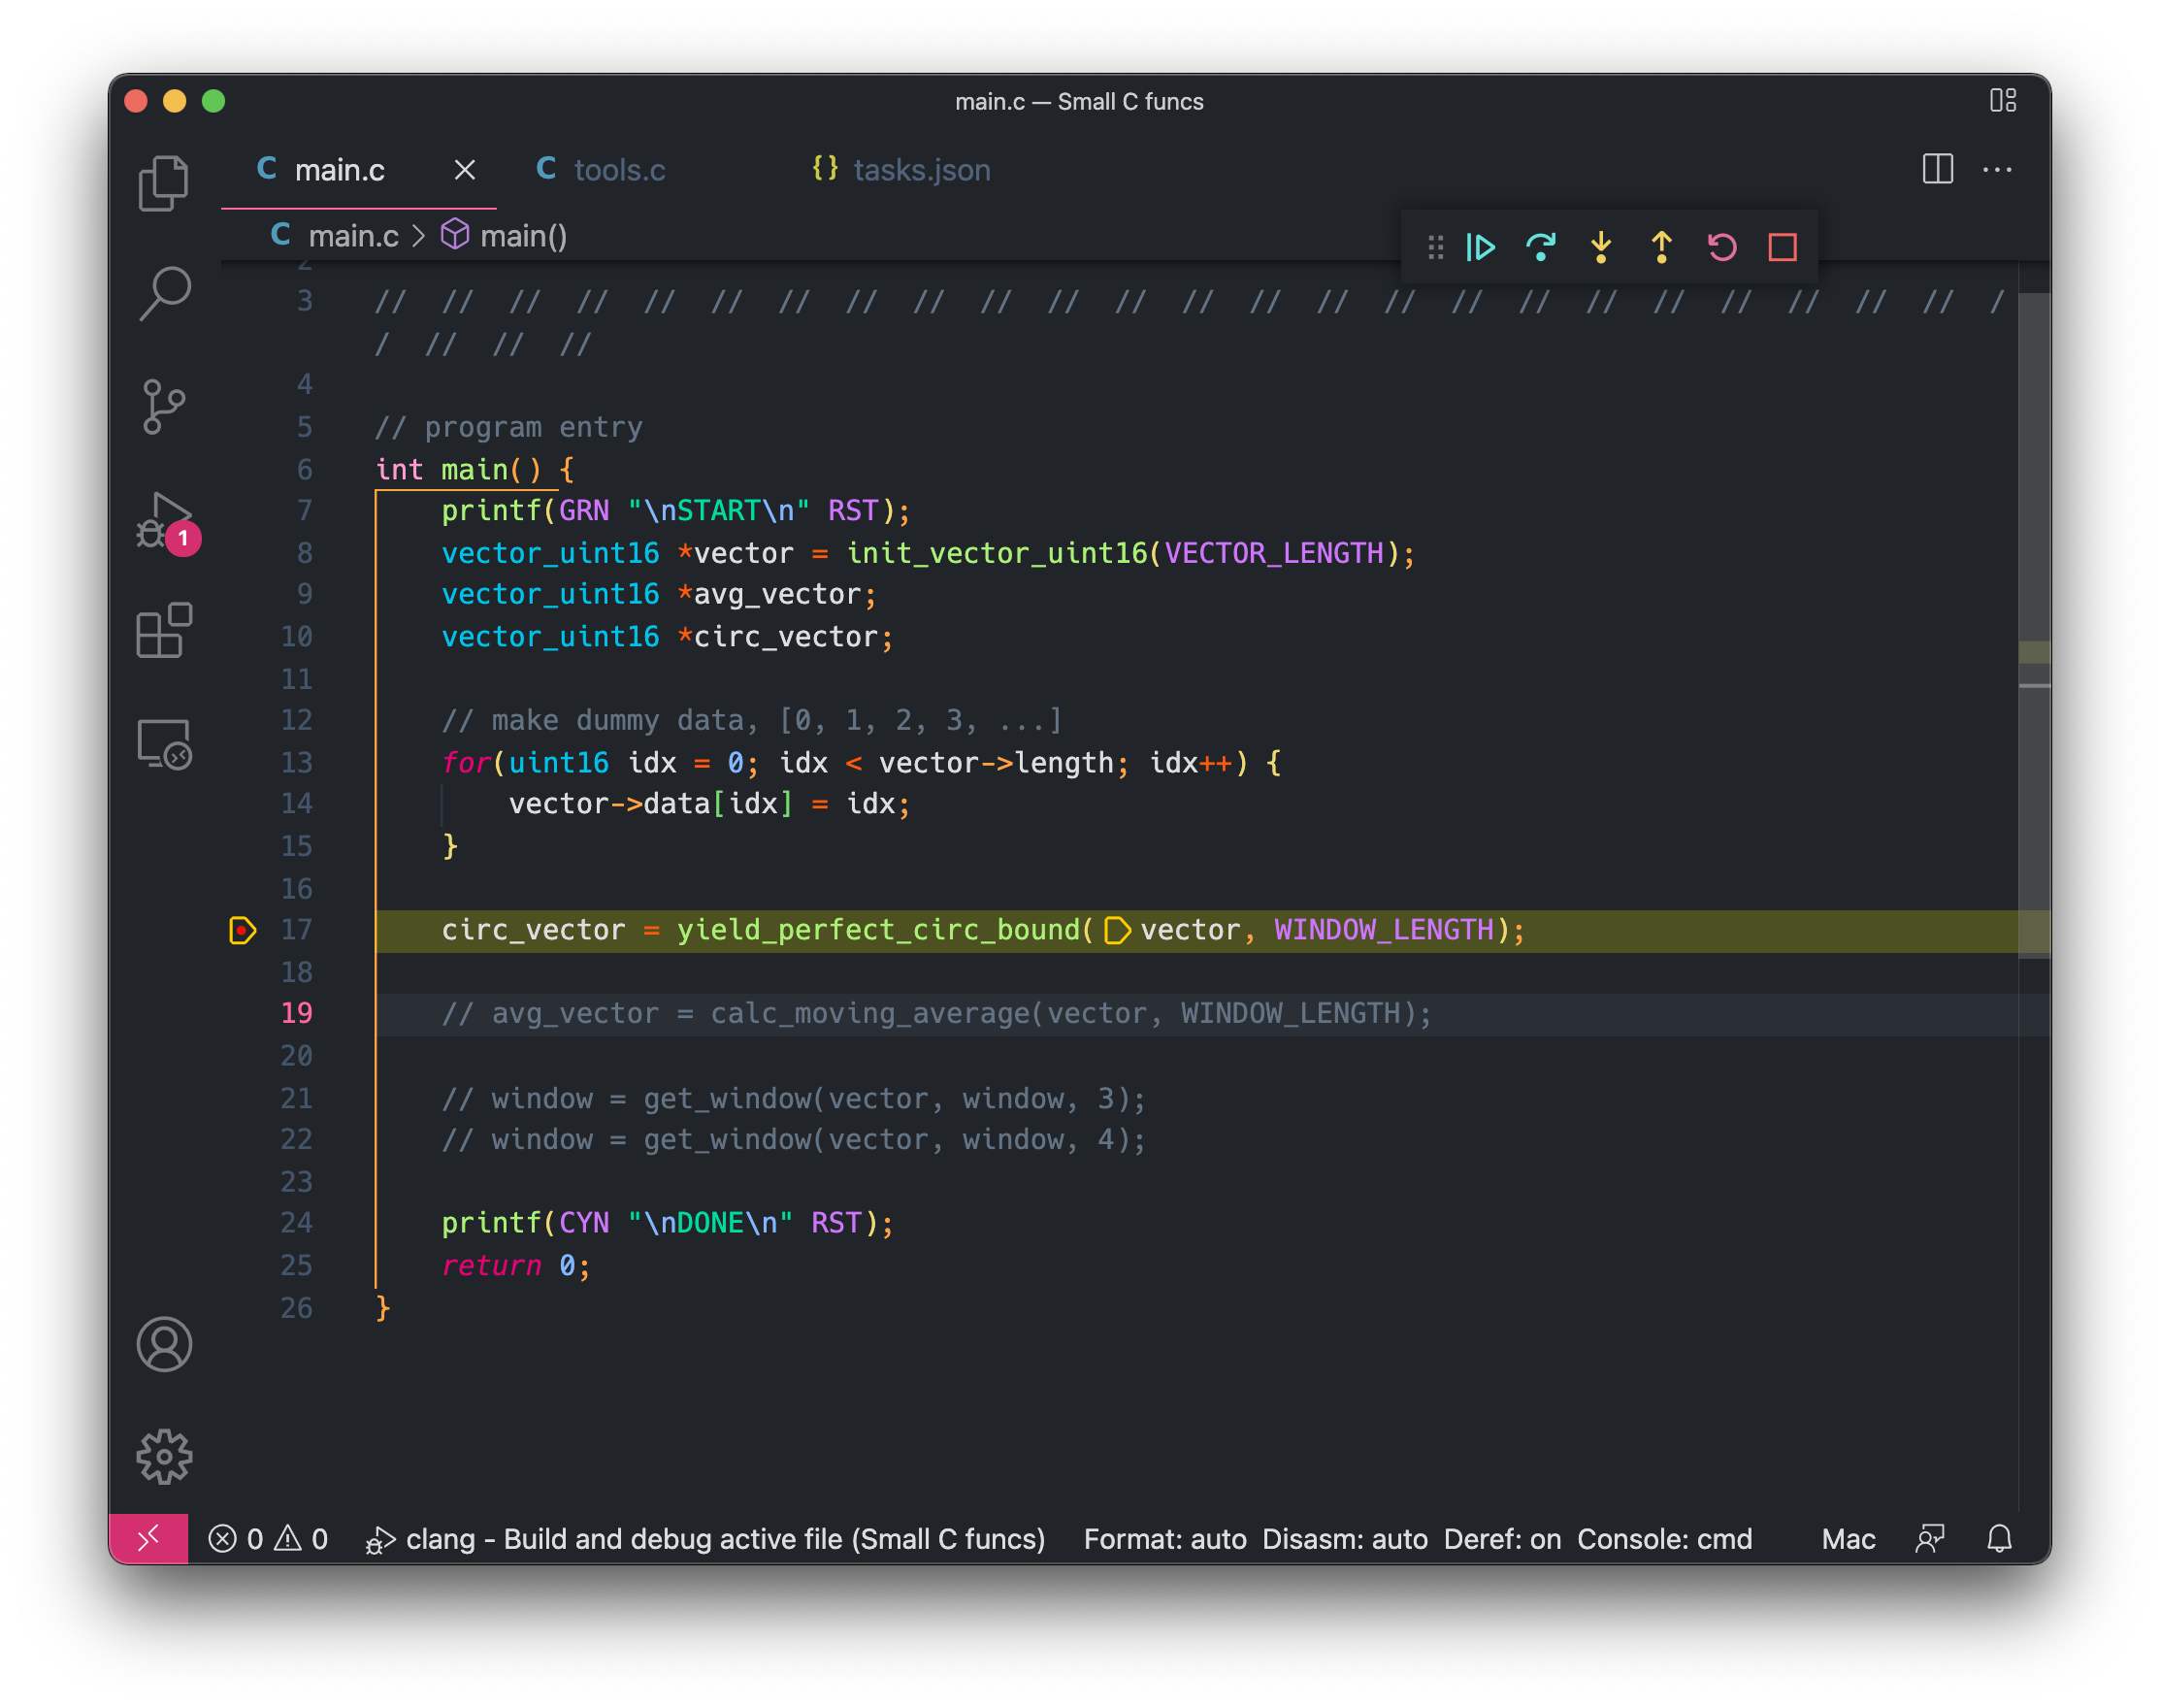 main.c — Small C funcs
C main.c C tools.c {} tasks.json
C main.c > main()
2
3 // // // // // // // // // // // // // // // // // // // // // // // // /
/ // // //
4
5 // program entry
6 int main() {
7 printf(GRN "\nSTART\n" RST);
8 vector_uint16 *vector = init_vector_uint16(VECTOR_LENGTH);
9 vector_uint16 *avg_vector;
10 vector_uint16 *circ_vector;
11
12 // make dummy data, [0, 1, 2, 3, ...]
13 for(uint16 idx = 0; idx < vector->length; idx++) {
14 vector->data[idx] = idx;
15 }
16
17 circ_vector = yield_perfect_circ_bound(vector, WINDOW_LENGTH);
18
19 // avg_vector = calc_moving_average(vector, WINDOW_LENGTH);
20
21 // window = get_window(vector, window, 3);
22 // window = get_window(vector, window, 4);
23
24 printf(CYN "\nDONE\n" RST);
25 return 0;
26 }
1
0 0 clang - Build and debug active file (Small C funcs) Format: auto Disasm: auto Deref: on Console: cmd Mac